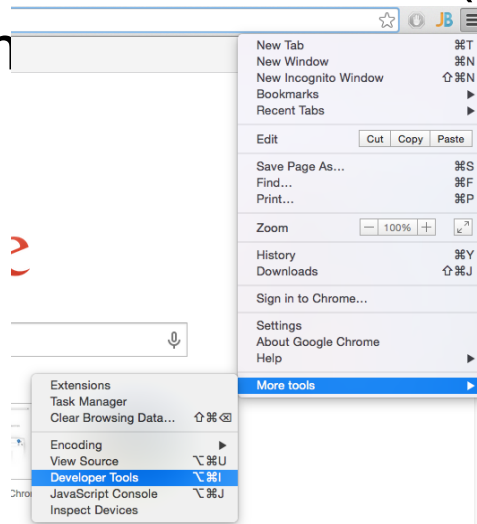 JB
New Tab ⌘T
New Window ⌘N
New Incognito Window ⇧⌘N
Bookmarks ▶
Recent Tabs ▶
Edit Cut Copy Paste
Save Page As... ⌘S
Find... ⌘F
Print... ⌘P
Zoom — 100% +
History ⌘Y
Downloads ⇧⌘J
Sign in to Chrome...
Settings
About Google Chrome
Help ▶
More tools ▶
e
Extensions
Task Manager
Clear Browsing Data... ⇧⌘⌫
Encoding ▶
View Source ⌥⌘U
Developer Tools ⌥⌘I
JavaScript Console ⌥⌘J
Inspect Devices
Chro